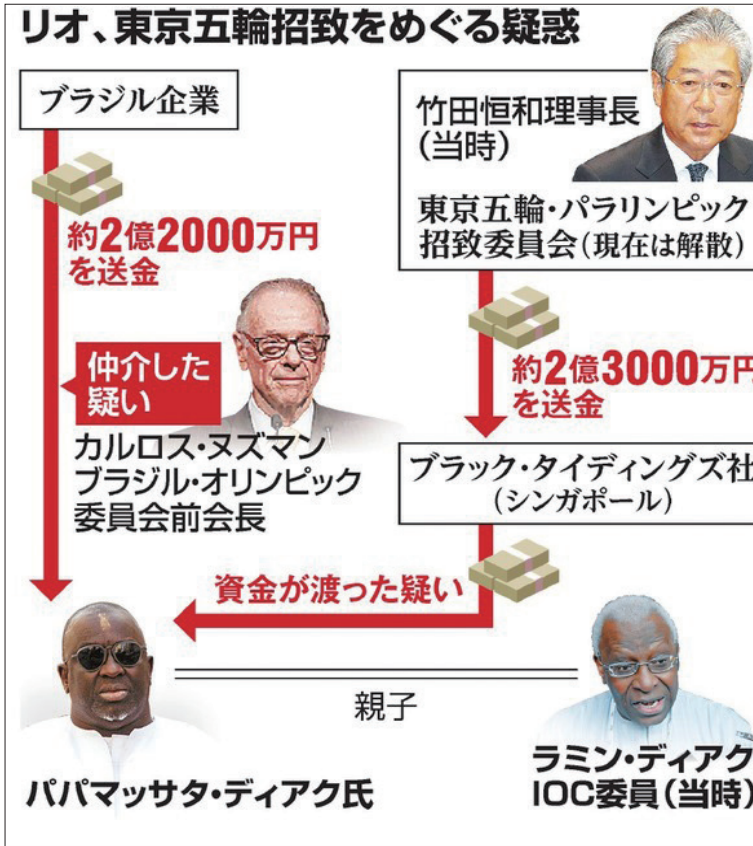 リオ、東京五輪招致をめぐる疑惑
ブラジル企業
約2億2000万円
を送金
仲介した
疑い
カルロス・ヌズマン
ブラジル・オリンピック
委員会前会長
竹田恒和理事長
(当時)
東京五輪・パラリンピック
招致委員会(現在は解散)
約2億3000万円
を送金
ブラック・タイディングズ社
(シンガポール)
資金が渡った疑い
親子
パパマッサタ・ディアク氏
ラミン・ディアク
IOC委員(当時)